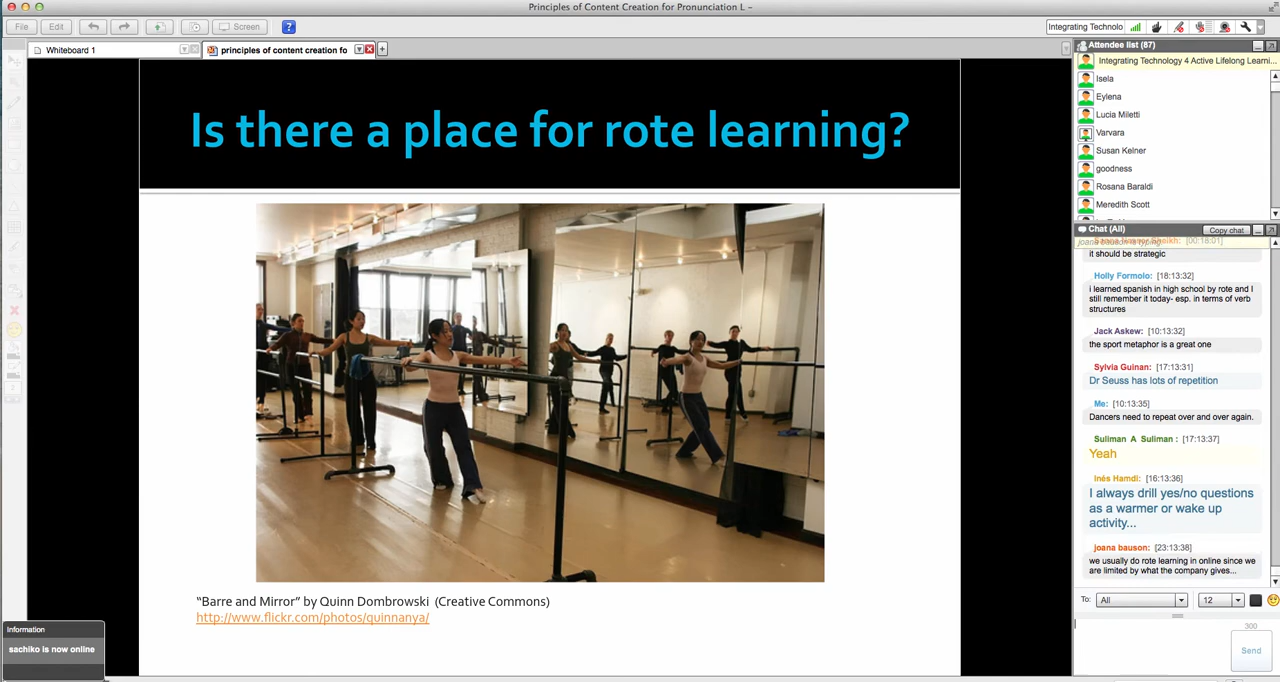 Principles of Content Creation for Pronunciation L -
File
Edit
Screen
?
Whiteboard 1
principles of content creation fo
Integrating Technolo
Is there a place for rote learning?
"Barre and Mirror" by Quinn Dombrowski (Creative Commons)
http://www.flickr.com/photos/quinnanya/
Information
sachiko is now online
Attendee list (87)
Integrating Technology 4 Active Lifelong Learni...
Isela
Eylena
Lucia Miletti
Varvara
Susan Kelner
goodness
Rosana Baraldi
Meredith Scott
Chat (All)
Copy chat
[00:18:01]
it should be strategic
Holly Formolo: [18:13:32]
i learned spanish in high school by rote and I
still remember it today- esp. in terms of verb
structures
Jack Askew: [10:13:32]
the sport metaphor is a great one
Sylvia Guinan: [17:13:31]
Dr Seuss has lots of repetition
Me: [10:13:35]
Dancers need to repeat over and over again.
Suliman A Suliman : [17:13:37]
Yeah
Inés Hamdi: [16:13:36]
I always drill yes/no questions
as a warmer or wake up
activity...
joana bauson: [23:13:38]
we usually do rote learning in online since we
are limited by what the company gives...
To: All 12
300
Send